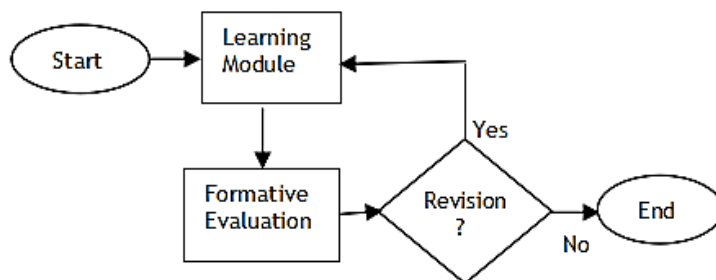 Start
Learning
Module
Yes
Formative
Evaluation
Revision
?
No
End